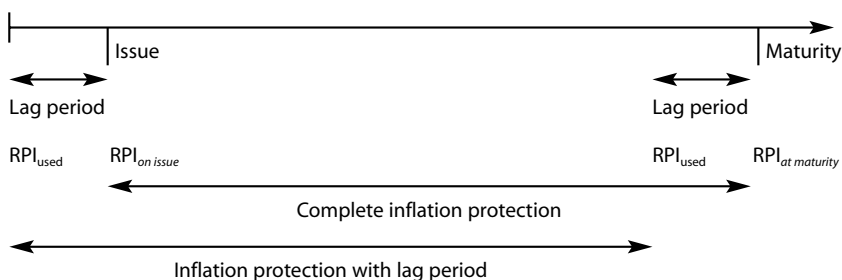 Issue Maturity
Lag period Lag period
RPIused RPIon issue RPIused RPIat maturity
Complete inflation protection
Inflation protection with lag period